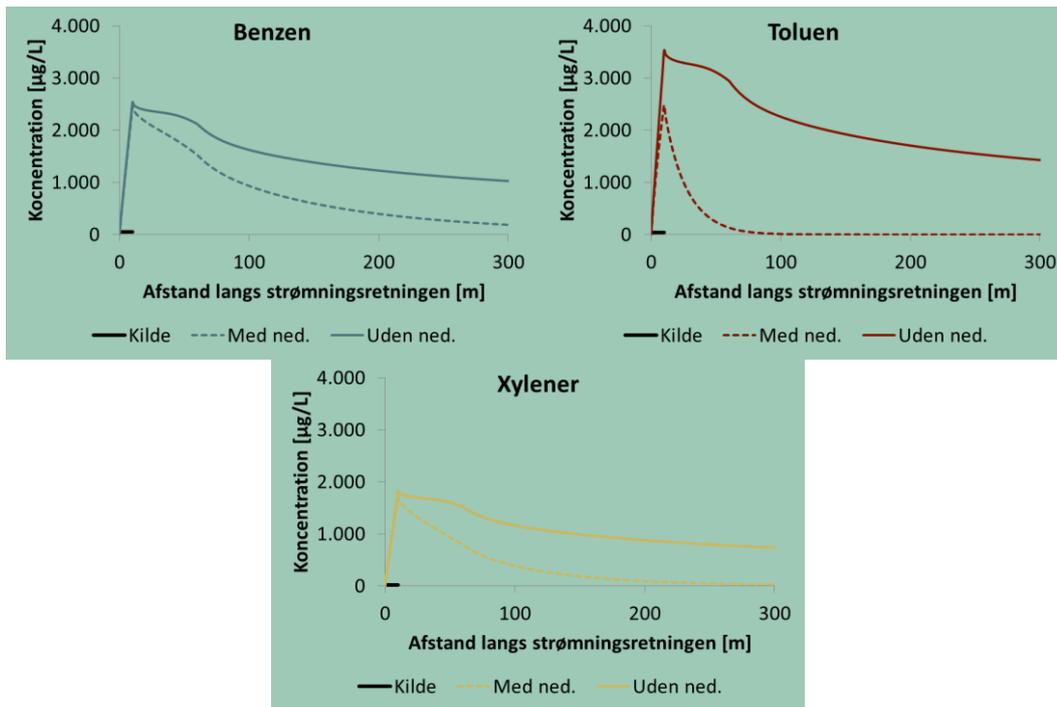 Benzen
Kocnentration [µg/L]
4.000
3.000
2.000
1.000
0
0 100 200 300
Afstand langs strømningsretningen [m]
Kilde Med ned. Uden ned.
Toluen
Koncentration [µg/L]
4.000
3.000
2.000
1.000
0
0 100 200 300
Afstand langs strømningsretningen [m]
Kilde Med ned. Uden ned.
Xylener
Koncentration [µg/L]
4.000
3.000
2.000
1.000
0
0 100 200 300
Afstand langs strømningsretningen [m]
Kilde Med ned. Uden ned.